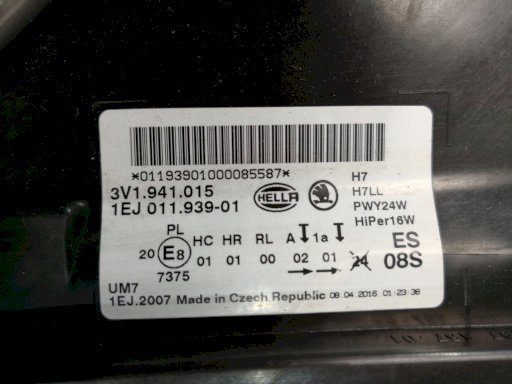 *01193901000085587*
3V1.941.015
1EJ 011.939-01
HELLA
H7
H7LL
PWY24W
HiPer16W
PL HC HR RL A 1a ES
20 E8 01 01 00 02 01 24 08S
7375
UM7
1EJ.2007 Made in Czech Republic 08.04.2016 01:23:38